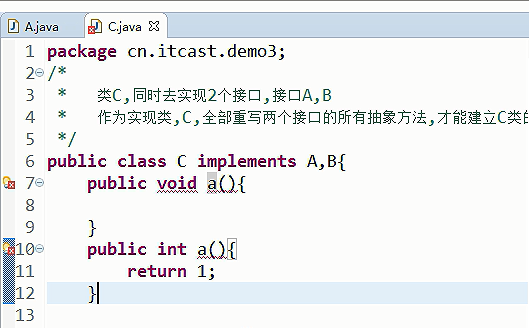 A.java C.java
1 package cn.itcast.demo3;
2 /*
3 * 类C,同时去实现2个接口,接口A,B
4 * 作为实现类,C,全部重写两个接口的所有抽象方法,才能建立C类的
5 */
6 public class C implements A,B{
7 public void a(){
8
9 }
10 public int a(){
11 return 1;
12 }
13